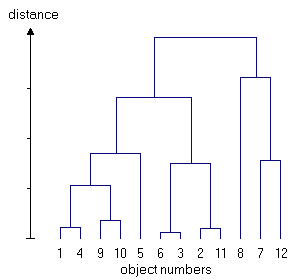 distance
1 4 9 10 5 6 3 2 11 8 7 12
object numbers